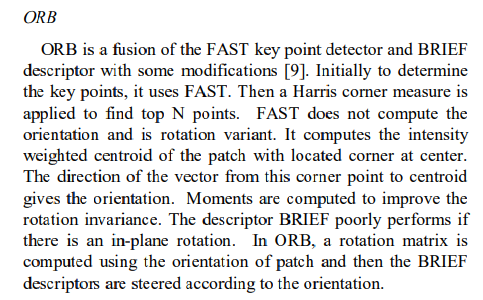 ORB
ORB is a fusion of the FAST key point detector and BRIEF
descriptor with some modifications [9]. Initially to determine
the key points, it uses FAST. Then a Harris corner measure is
applied to find top N points. FAST does not compute the
orientation and is rotation variant. It computes the intensity
weighted centroid of the patch with located corner at center.
The direction of the vector from this corner point to centroid
gives the orientation. Moments are computed to improve the
rotation invariance. The descriptor BRIEF poorly performs if
there is an in-plane rotation. In ORB, a rotation matrix is
computed using the orientation of patch and then the BRIEF
descriptors are steered according to the orientation.